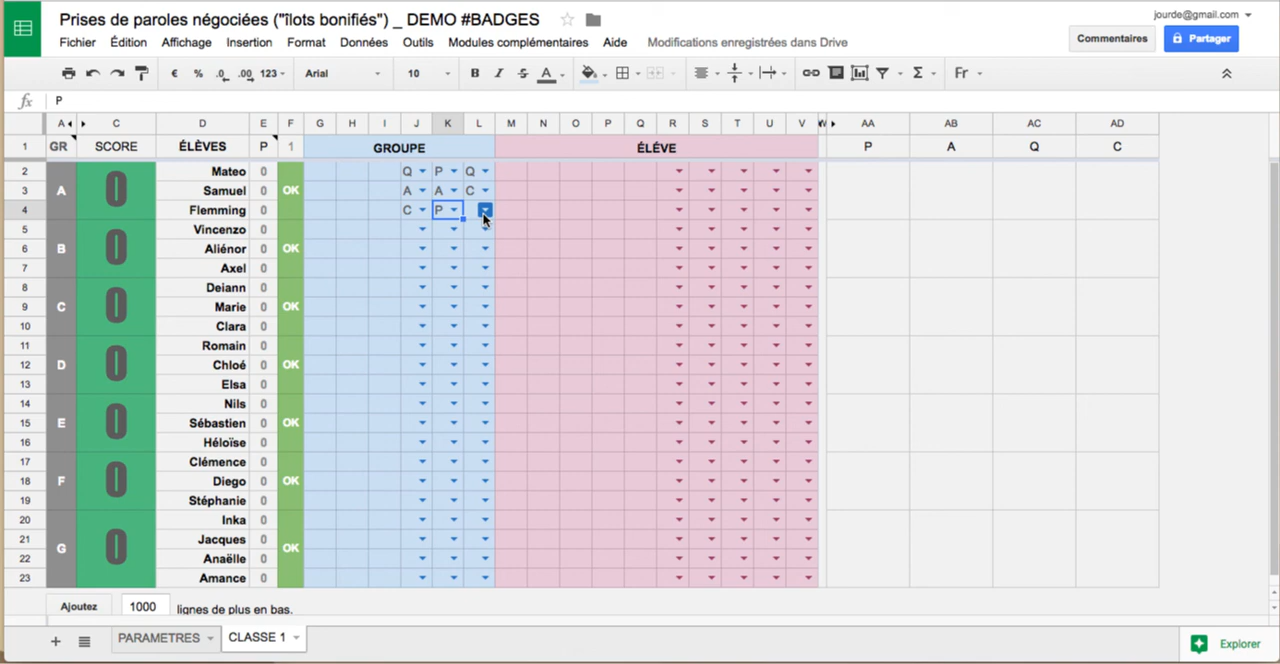 Prises de paroles négociées ("îlots bonifiés") _ DEMO #BADGES
jourde@gmail.com
Fichier Édition Affichage Insertion Format Données Outils Modules complémentaires Aide Modifications enregistrées dans Drive
Commentaires Partager
€ % .0 .00 123 Arial 10 B I S A Σ Fr
fx P
A C D E F G H I J K L M N O P Q R S T U V W AA AB AC AD
1 GR SCORE ÉLÈVES P 1 GROUPE ÉLÉVE P A Q C
2 Mateo 0 Q P Q
3 A 0 Samuel 0 OK A A C
4 Flemming 0 C P
5 Vincenzo 0
6 B 0 Aliénor 0 OK
7 Axel 0
8 Deiann 0
9 C 0 Marie 0 OK
10 Clara 0
11 Romain 0
12 D 0 Chloé 0 OK
13 Elsa 0
14 Nils 0
15 E 0 Sébastien 0 OK
16 Héloïse 0
17 Clémence 0
18 F 0 Diego 0 OK
19 Stéphanie 0
20 Inka 0
21 G 0 Jacques 0 OK
22 Anaëlle 0
23 Amance 0
Ajoutez 1000 lignes de plus en bas.
+ PARAMETRES CLASSE 1 Explorer